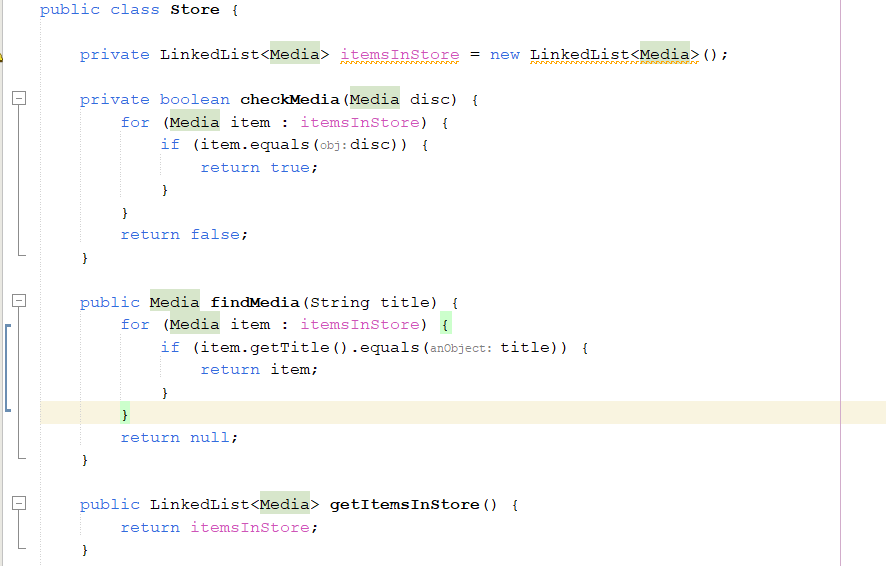 public class Store {
private LinkedList<Media> itemsInStore = new LinkedList<Media>();
private boolean checkMedia(Media disc) {
for (Media item : itemsInStore) {
if (item.equals(obj: disc)) {
return true;
}
}
return false;
}
public Media findMedia(String title) {
for (Media item : itemsInStore) {
if (item.getTitle().equals(anObject: title)) {
return item;
}
}
return null;
}
public LinkedList<Media> getItemsInStore() {
return itemsInStore;
}